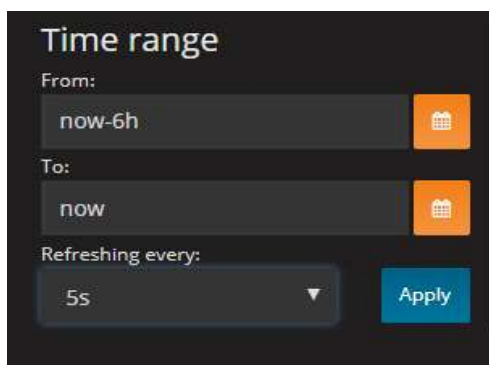 Time range
From:
now-6h
To:
now
Refreshing every:
5s
Apply